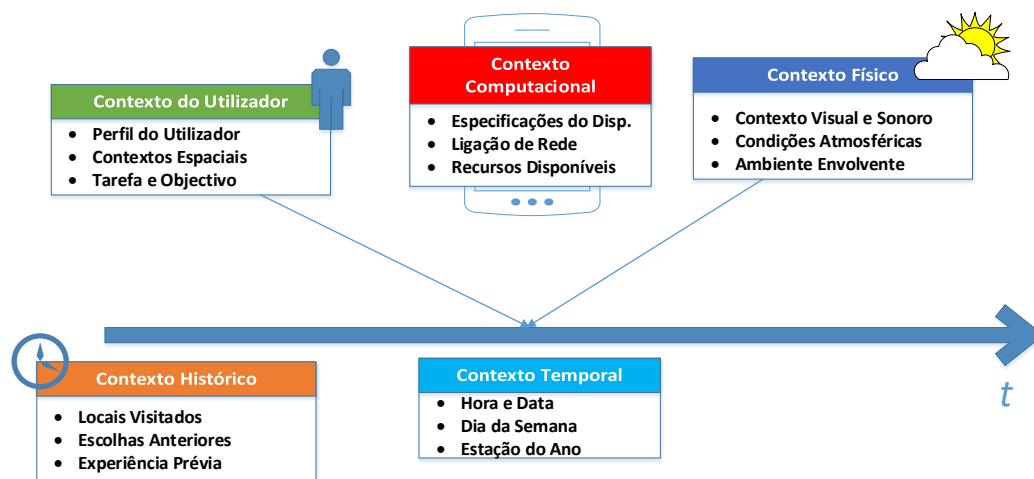 Contexto do Utilizador
• Perfil do Utilizador
• Contextos Espaciais
• Tarefa e Objectivo
Contexto
Computacional
• Especificações do Disp.
• Ligação de Rede
• Recursos Disponíveis
Contexto Físico
• Contexto Visual e Sonoro
• Condições Atmosféricas
• Ambiente Envolvente
t
Contexto Histórico
• Locais Visitados
• Escolhas Anteriores
• Experiência Prévia
Contexto Temporal
• Hora e Data
• Dia da Semana
• Estação do Ano